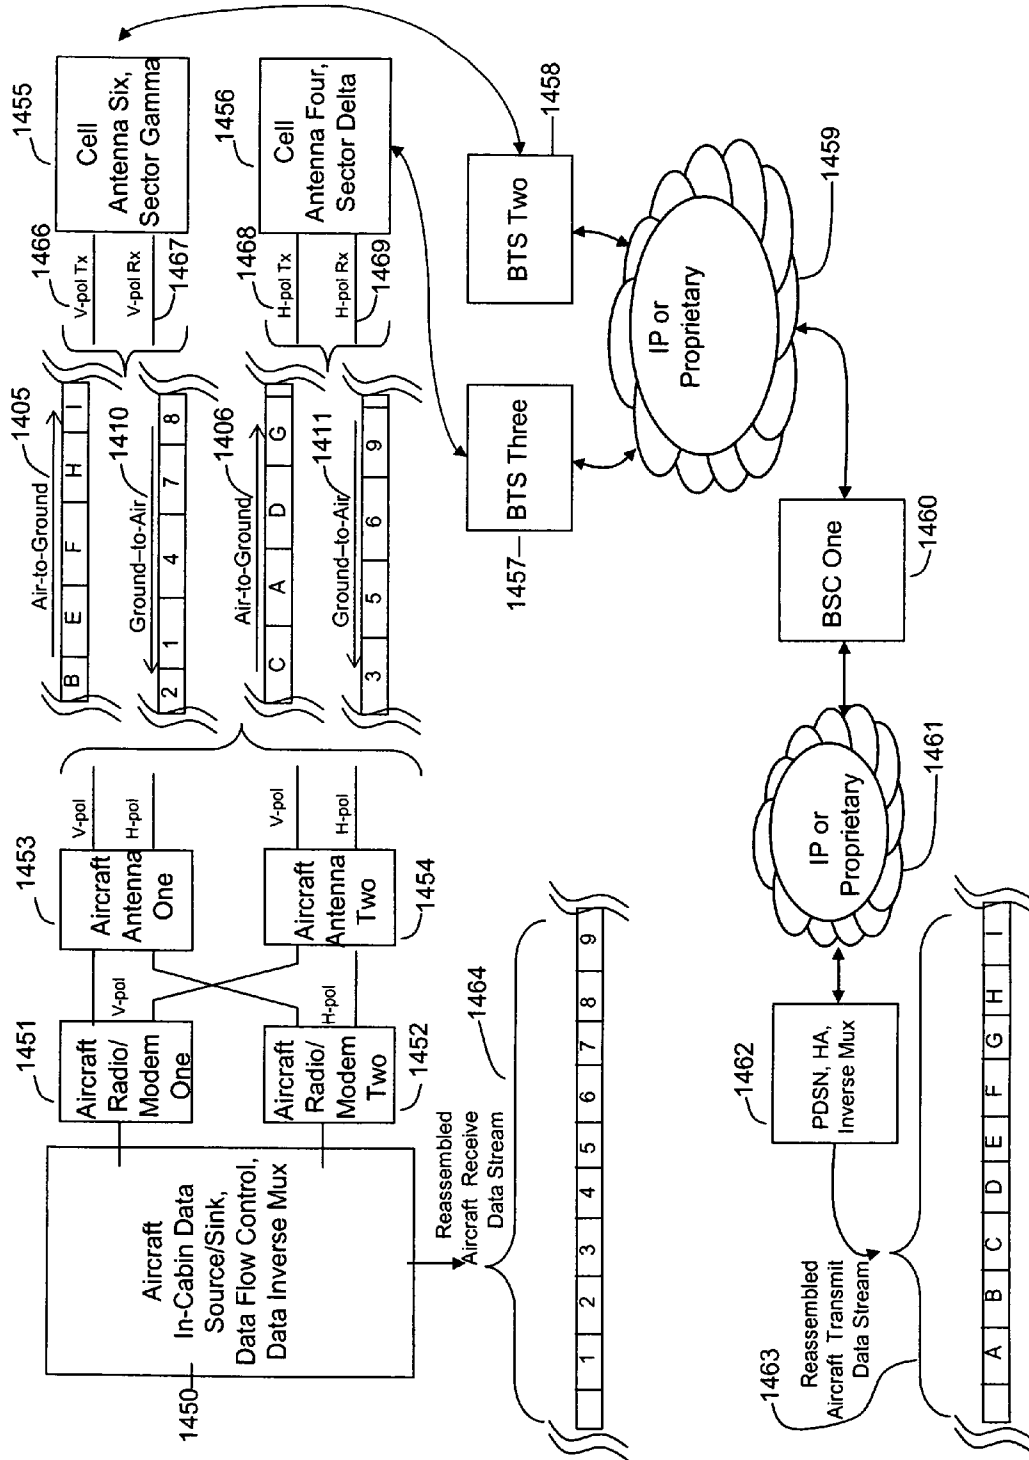 1450
Aircraft
In-Cabin Data
Source/Sink,
Data Flow Control,
Data Inverse Mux
1451
Aircraft
Radio/
Modem
One
V-pol
Aircraft
Radio/
Modem
Two
H-pol
1452
1453
Aircraft
Antenna
One
V-pol
H-pol
Aircraft
Antenna
Two
V-pol
H-pol
1454
Air-to-Ground
1405
B E F H I
Ground–to-Air
1410
2 1 4 7 8
Air-to-Ground
1406
C A D G
Ground–to-Air
1411
3 5 6 9
1466
V-pol Tx
V-pol Rx
1467
1468
H-pol Tx
H-pol Rx
1469
1455
Cell
Antenna Six,
Sector Gamma
1456
Cell
Antenna Four,
Sector Delta
Reassembled
Aircraft Receive
Data Stream
1464
1 2 3 4 5 6 7 8 9
1457
BTS Three
BTS Two
1458
IP or
Proprietary
1459
BSC One
1460
IP or
Proprietary
1461
1462
PDSN, HA,
Inverse Mux
1463
Reassembled
Aircraft Transmit
Data Stream
A B C D E F G H I